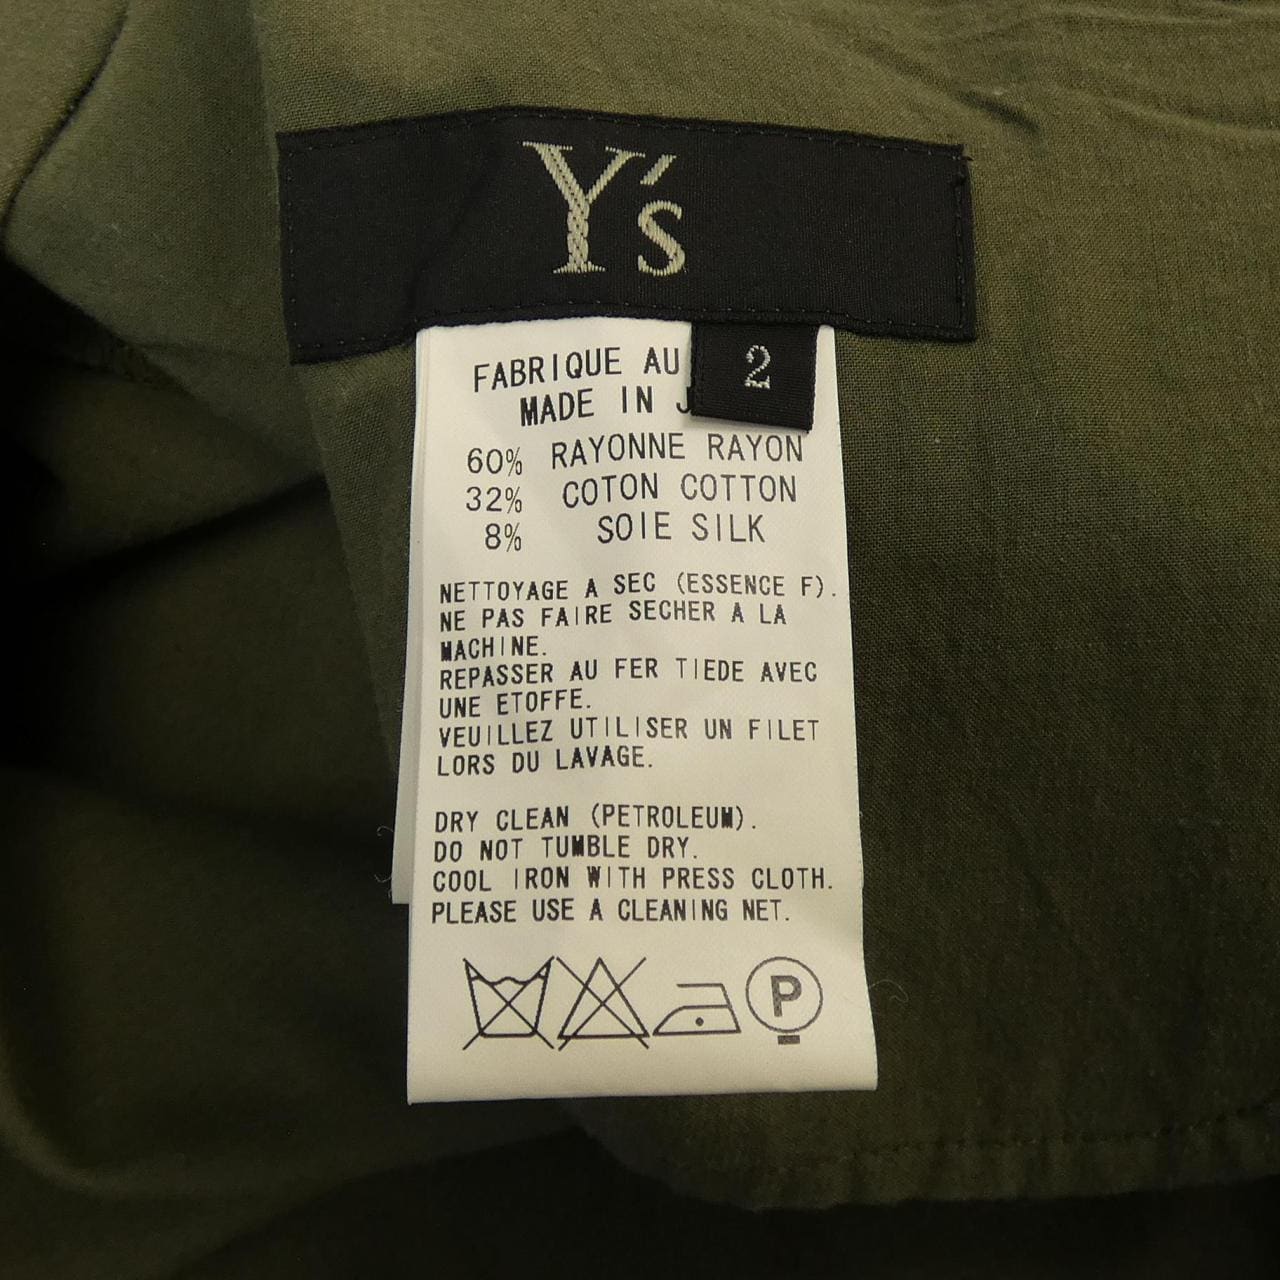 Y's
2
FABRIQUE AU
MADE IN J
60% RAYONNE RAYON
32% COTON COTTON
8% SOIE SILK
NETTOYAGE A SEC (ESSENCE F).
NE PAS FAIRE SECHER A LA
MACHINE.
REPASSER AU FER TIEDE AVEC
UNE ETOFFE.
VEUILLEZ UTILISER UN FILET
LORS DU LAVAGE.
DRY CLEAN (PETROLEUM).
DO NOT TUMBLE DRY.
COOL IRON WITH PRESS CLOTH.
PLEASE USE A CLEANING NET.
P